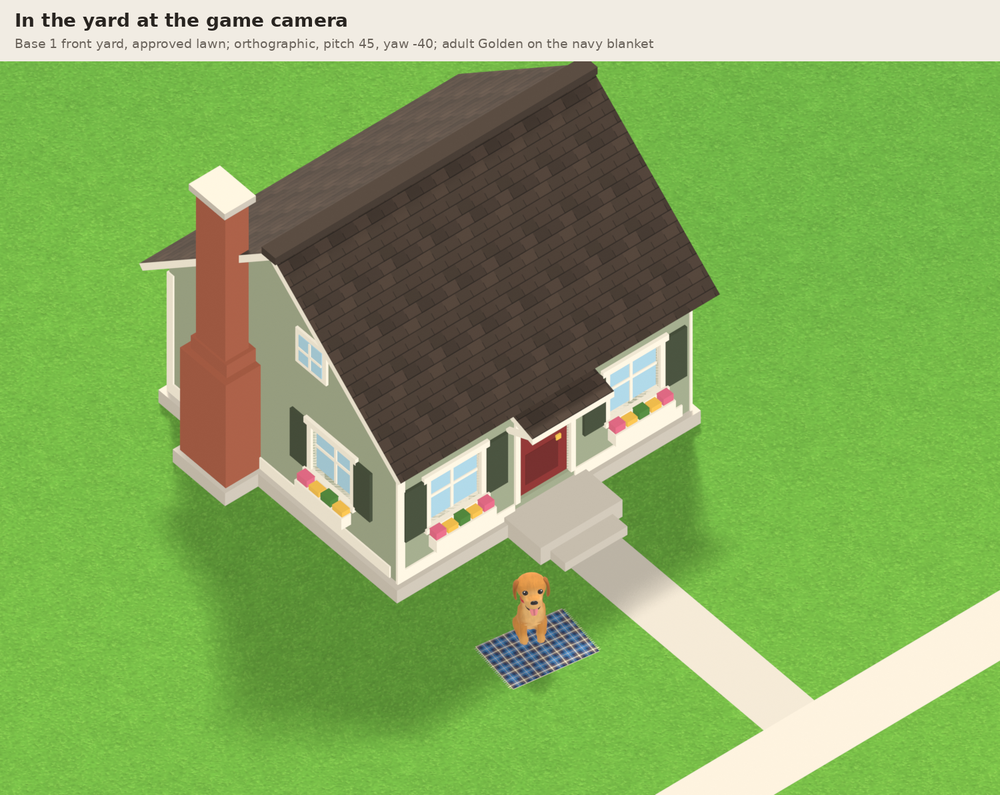 In the yard at the game camera
Base 1 front yard, approved lawn; orthographic, pitch 45, yaw -40; adult Golden on the navy blanket